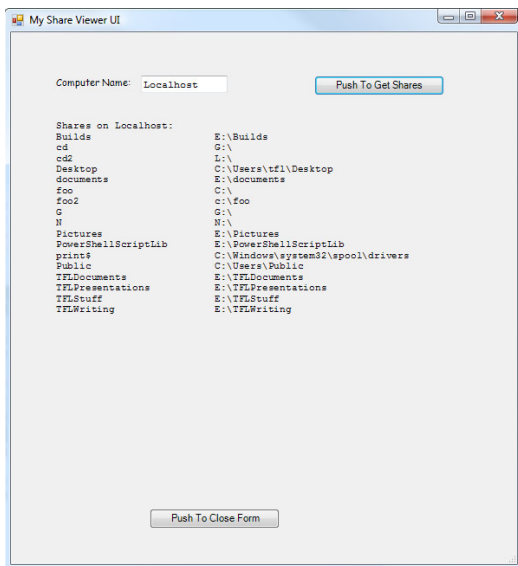 My Share Viewer UI
Computer Name: Localhost Push To Get Shares
Shares on Localhost:
Builds E:\Builds
cd G:\
cd2 L:\
Desktop C:\Users\tfl\Desktop
documents E:\documents
foo C:\
foo2 c:\foo
G G:\
N N:\
Pictures E:\Pictures
PowerShellScriptLib E:\PowerShellScriptLib
print$ C:\Windows\system32\spool\drivers
Public C:\Users\Public
TFLDocuments E:\TFLDocuments
TFLPresentations E:\TFLPresentations
TFLStuff E:\TFLStuff
TFLWriting E:\TFLWriting
Push To Close Form